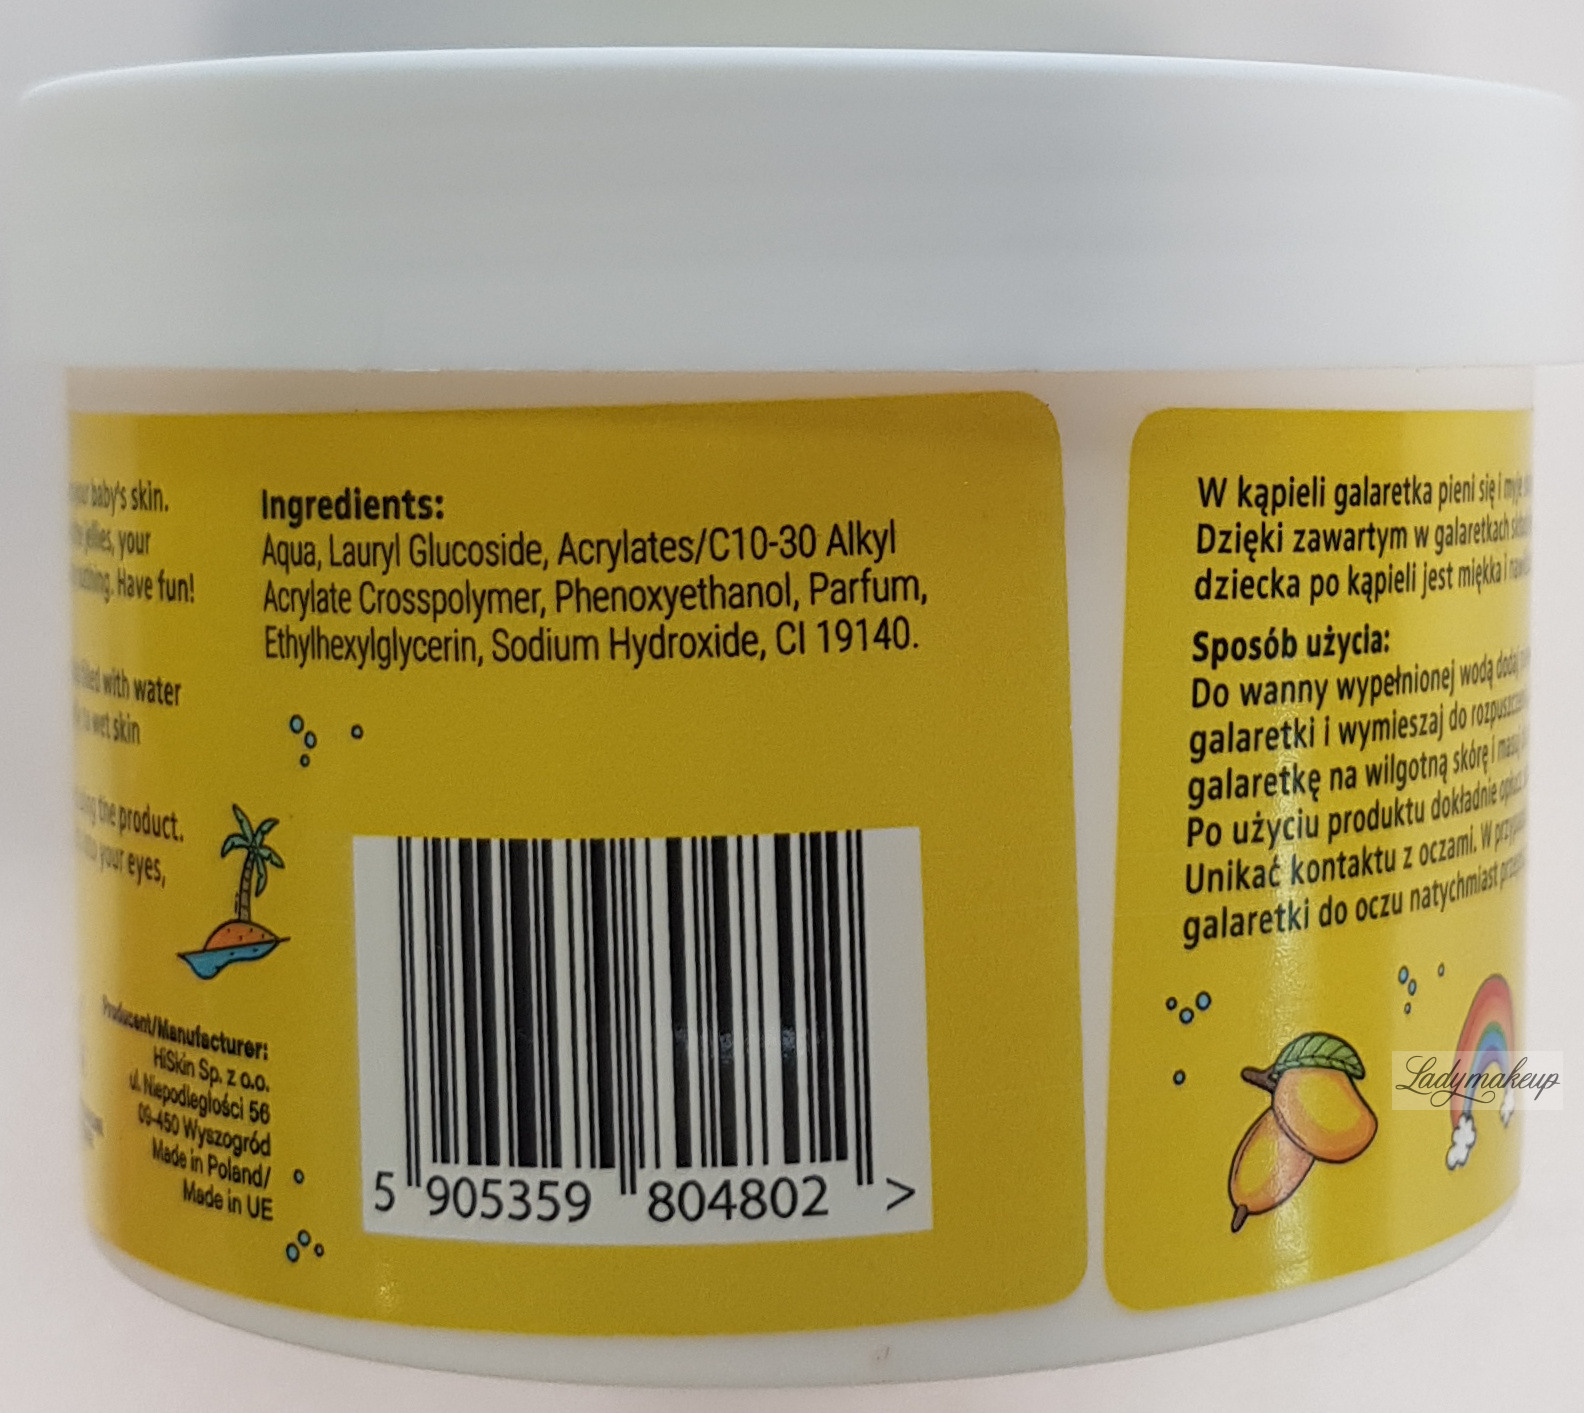 your baby's skin.
jellies, your
Have fun!
filled with water
to wet skin
the product.
your eyes,
Producent/Manufacturer:
HiSkin Sp. z o.o.
ul. Niepodległości 56
09-450 Wyszogród
Made in Poland/
Made in UE
Ingredients:
Aqua, Lauryl Glucoside, Acrylates/C10-30 Alkyl
Acrylate Crosspolymer, Phenoxyethanol, Parfum,
Ethylhexylglycerin, Sodium Hydroxide, CI 19140.
5 905359 804802 >
W kąpieli galaretka pieni się i myje
Dzięki zawartym w galaretkach
dziecka po kąpieli jest miękka i
Sposób użycia:
Do wanny wypełnionej wodą dodaj
galaretki i wymieszaj do
galaretkę na wilgotną skórę i
Po użyciu produktu dokładnie
Unikać kontaktu z oczami. W
galaretki do oczu natychmiast
Ladymakeup